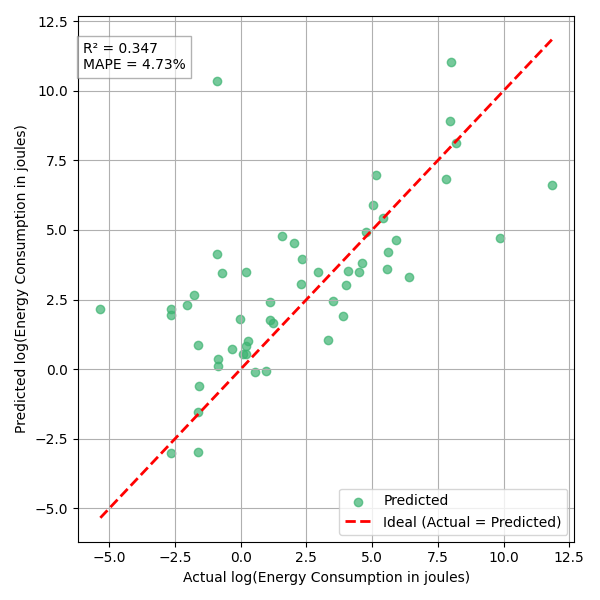 R² = 0.347
MAPE = 4.73%
12.5
10.0
7.5
5.0
2.5
0.0
−2.5
−5.0
Predicted log(Energy Consumption in joules)
Predicted
Ideal (Actual = Predicted)
−5.0 −2.5 0.0 2.5 5.0 7.5 10.0 12.5
Actual log(Energy Consumption in joules)